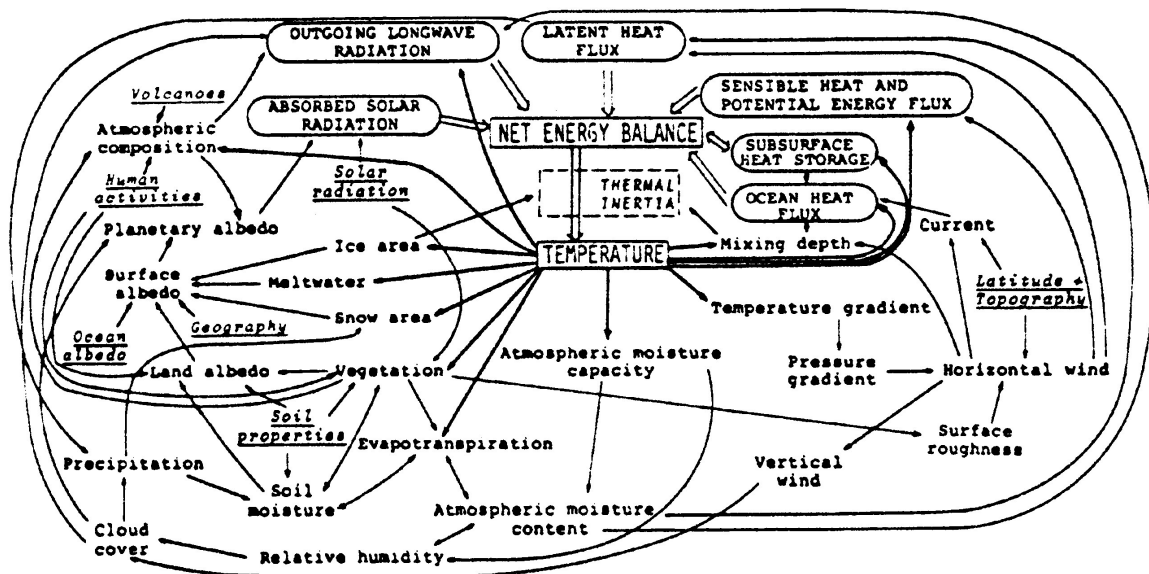 OUTGOING LONGWAVE
RADIATION
LATENT HEAT
FLUX
Volcanoes
ABSORBED SOLAR
RADIATION
SENSIBLE HEAT AND
POTENTIAL ENERGY FLUX
Atmospheric
composition
NET ENERGY BALANCE
SUBSURFACE
HEAT STORAGE
Human
activities
Solar
radiation
THERMAL
INERTIA
OCEAN HEAT
FLUX
Planetary albedo
Ice area
TEMPERATURE
Mixing depth
Current
Surface
albedo
Meltwater
Latitude +
Topography
Geography
Snow area
Temperature gradient
Ocean
albedo
Land albedo
Vegetation
Atmospheric moisture
capacity
Pressure
gradient
Horizontal wind
Soil
properties
Evapotranspiration
Surface
roughness
Precipitation
Soil
moisture
Vertical
wind
Cloud
cover
Atmospheric moisture
content
Relative humidity